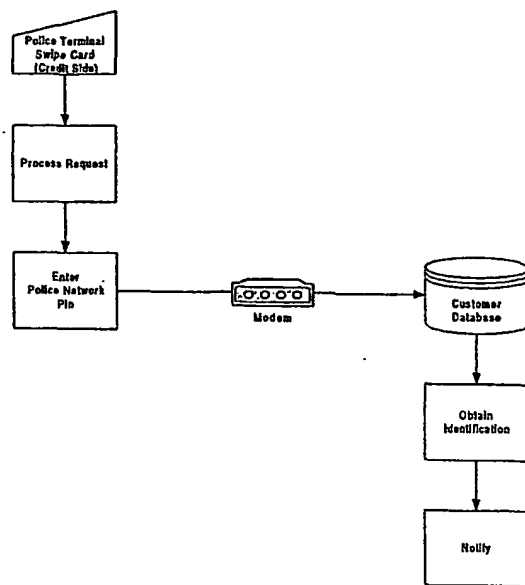 Police Terminal
Swipe Card
(Credit Side)
Process Request
Enter
Police Network
Pin
Modem
Customer
Database
Obtain
Identification
Notify